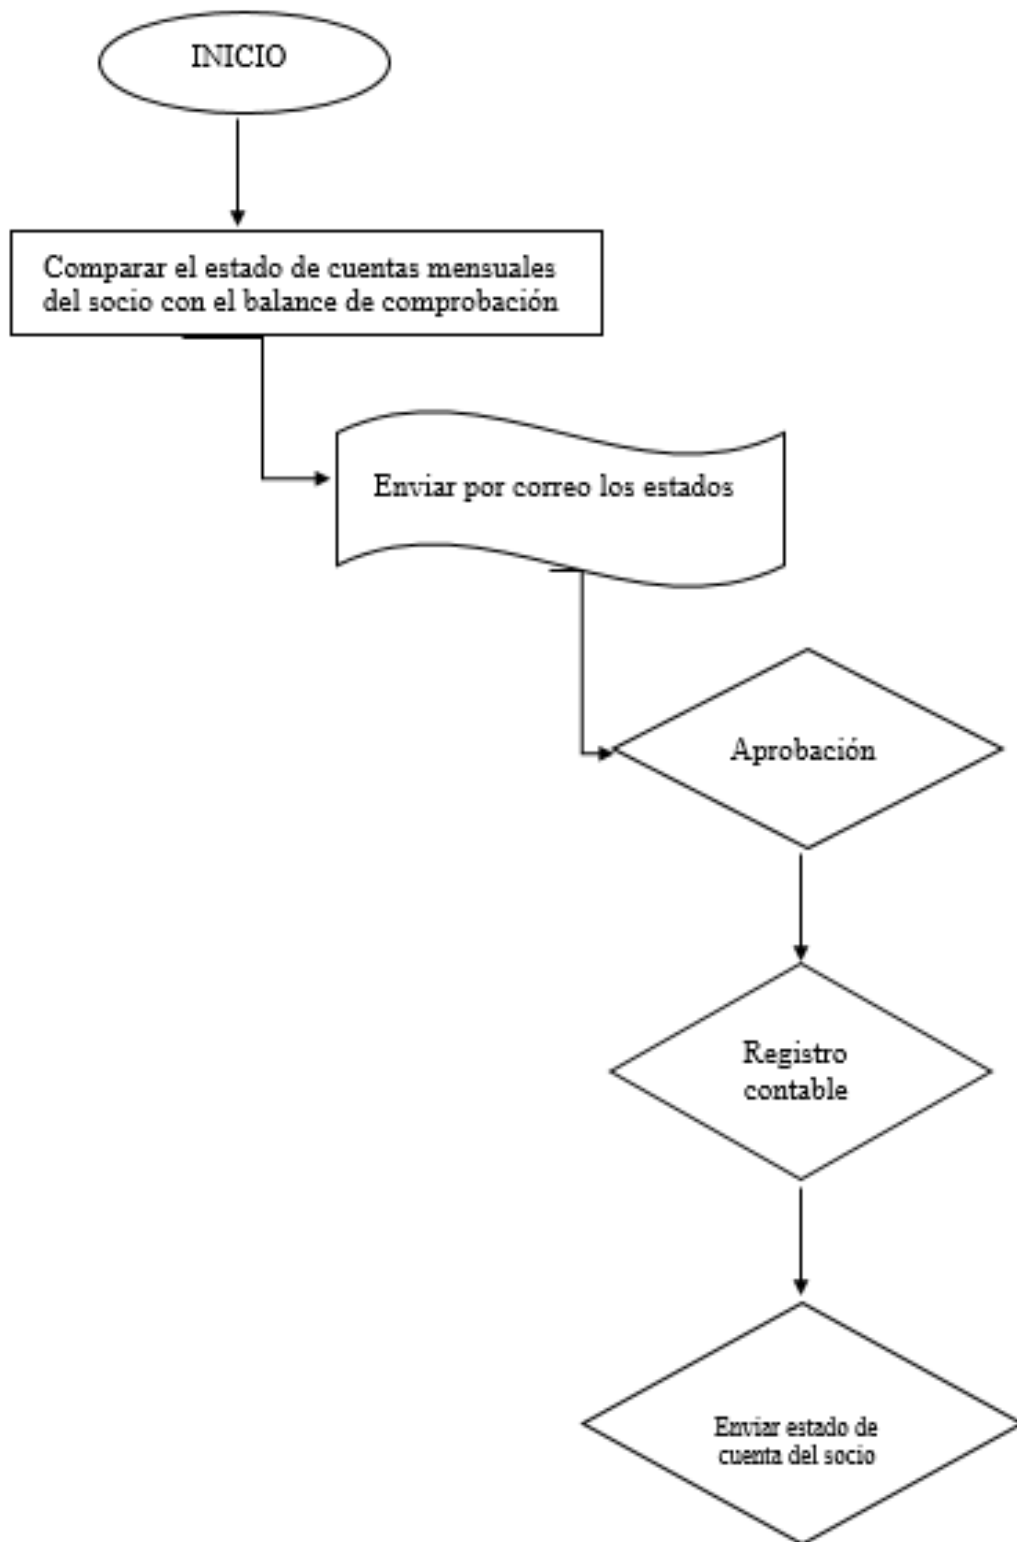 INICIO
Comparar el estado de cuentas mensuales
del socio con el balance de comprobación
Enviar por correo los estados
Aprobación
Registro
contable
Enviar estado de
cuenta del socio